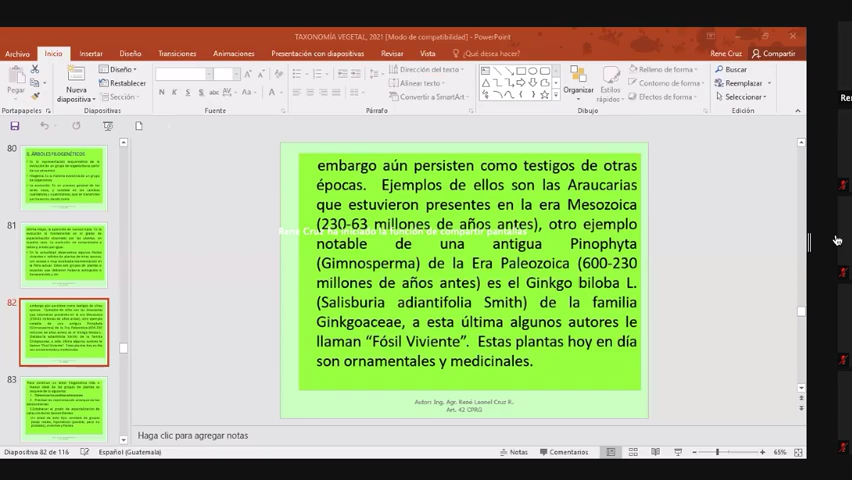 TAXONOMÍA VEGETAL, 2021 [Modo de compatibilidad] - PowerPoint
Archivo Inicio Insertar Diseño Transiciones Animaciones Presentación con diapositivas Revisar Vista ¿Qué desea hacer? Rene Cruz Compartir
Pegar
Nueva
diapositiva
Diseño
Restablecer
Sección
N K S
Dirección del texto
Alinear texto
Convertir a SmartArt
Organizar
Estilos
rápidos
Relleno de forma
Contorno de forma
Efectos de forma
Buscar
Reemplazar
Seleccionar
Portapapeles Diapositivas Fuente Párrafo Dibujo Edición
80
81
82
83
embargo aún persisten como testigos de otras
épocas. Ejemplos de ellos son las Araucarias
que estuvieron presentes en la era Mesozoica
(230-63 millones de años antes), otro ejemplo
Rene Cruz ha iniciado la función de compartir pantallas
notable de una antigua Pinophyta
(Gimnosperma) de la Era Paleozoica (600-230
millones de años antes) es el Ginkgo biloba L.
(Salisburia adiantifolia Smith) de la familia
Ginkgoaceae, a esta última algunos autores le
llaman “Fósil Viviente”. Estas plantas hoy en día
son ornamentales y medicinales.
Autor: Ing. Agr. René Leonel Cruz R.
Art. 42 CPRG
Haga clic para agregar notas
Diapositiva 82 de 116 Español (Guatemala) Notas Comentarios 65%
Ren